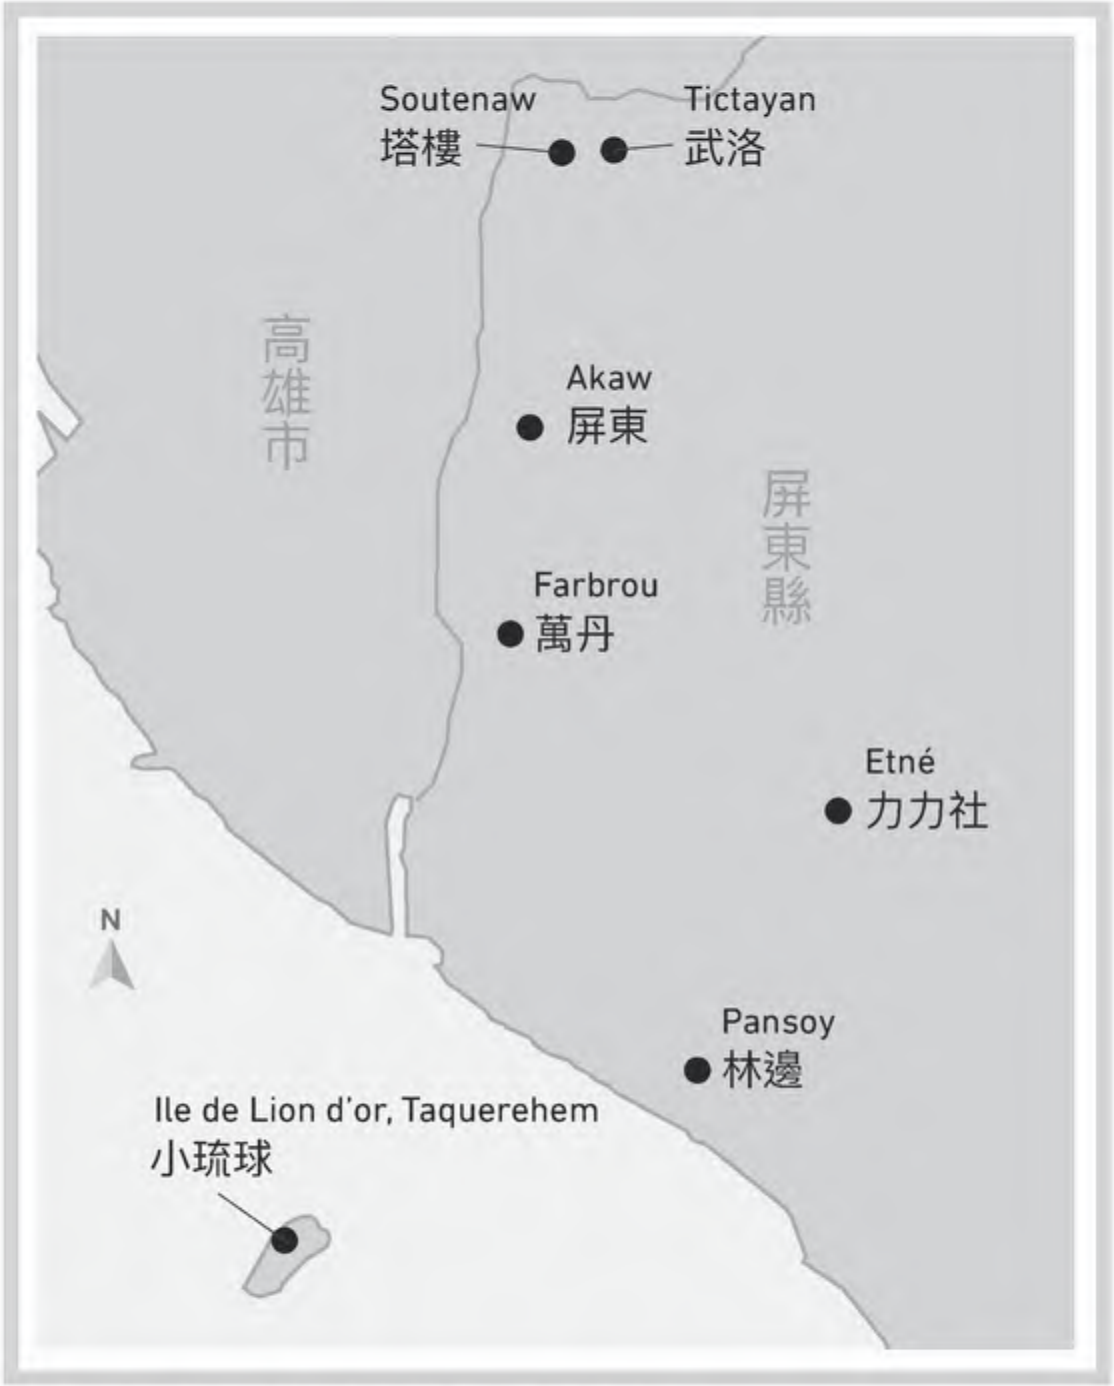 Soutenaw
塔樓
Tictayan
武洛
高雄市
Akaw
屏東
屏東縣
Farbrou
萬丹
Etné
力力社
N
Pansoy
林邊
Ile de Lion d’or, Taquerehem
小琉球